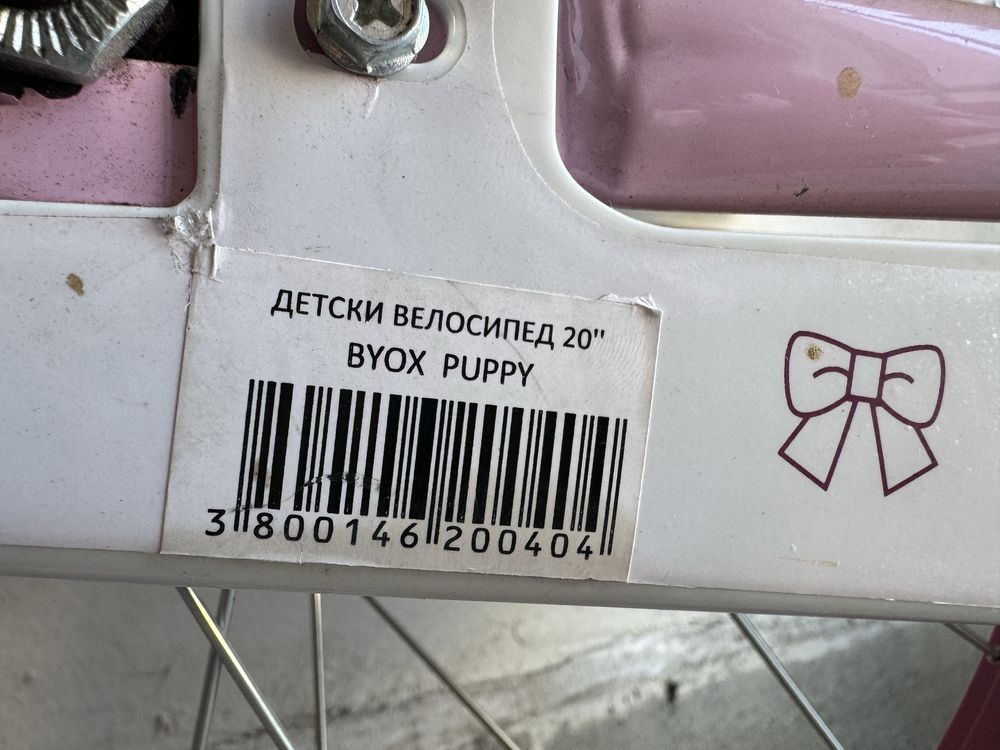 ДЕТСКИ ВЕЛОСИПЕД 20"
BYOX PUPPY
3 800146 200404